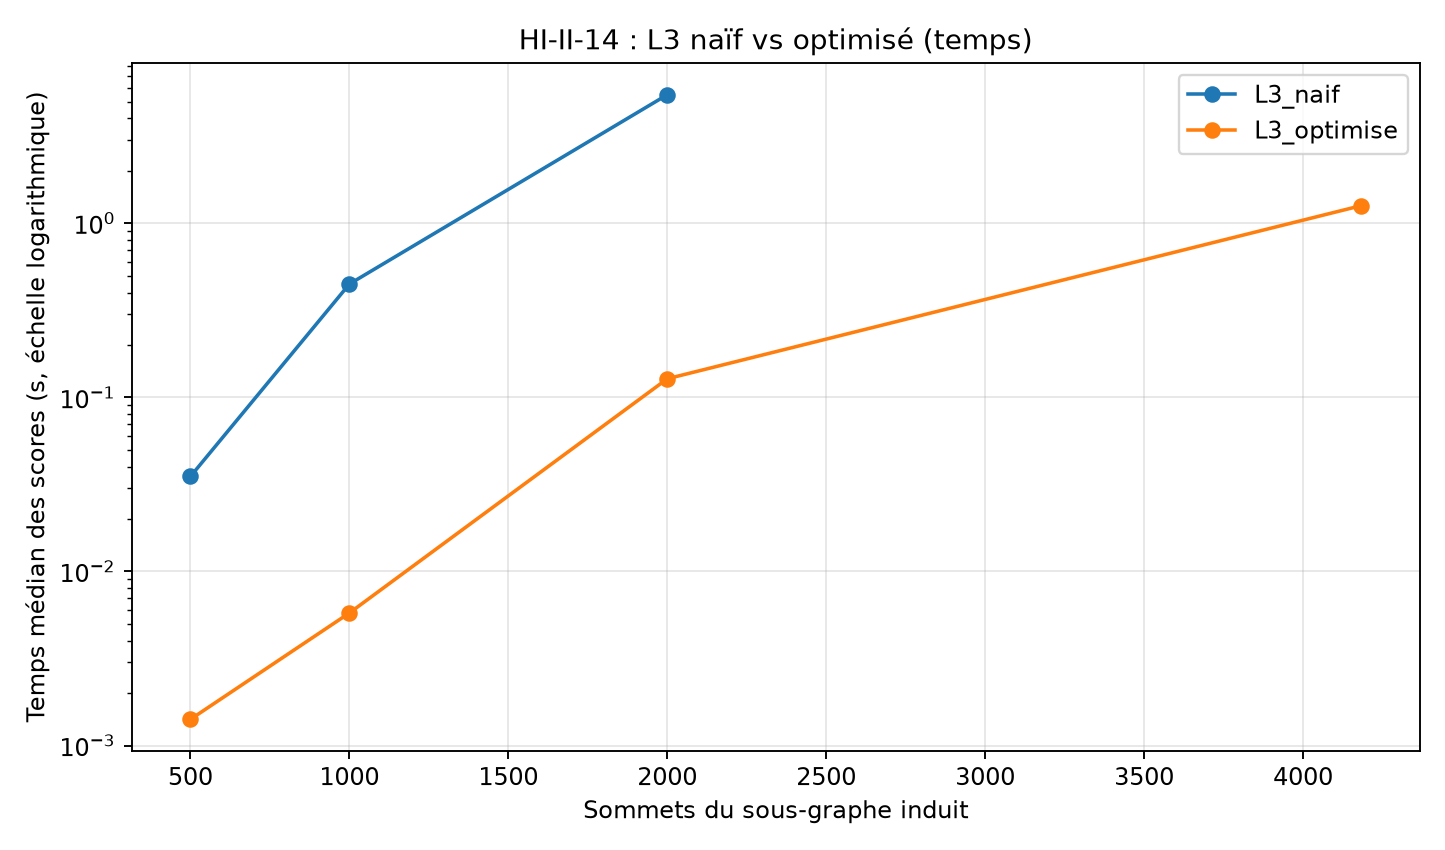 HI-II-14 : L3 naïf vs optimisé (temps)
L3_naif
L3_optimise
Temps médian des scores (s, échelle logarithmique)
10⁰
10⁻¹
10⁻²
10⁻³
500 1000 1500 2000 2500 3000 3500 4000
Sommets du sous-graphe induit